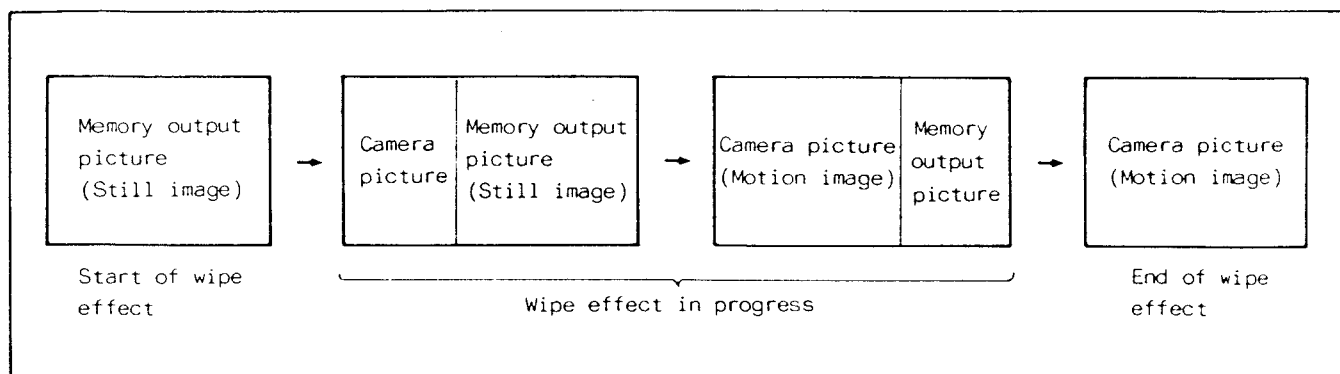 Memory output
picture
(Still image)
Camera
picture
Memory output
picture
(Still image)
Camera picture
(Motion image)
Memory
output
picture
Camera picture
(Motion image)
Start of wipe
effect
Wipe effect in progress
End of wipe
effect